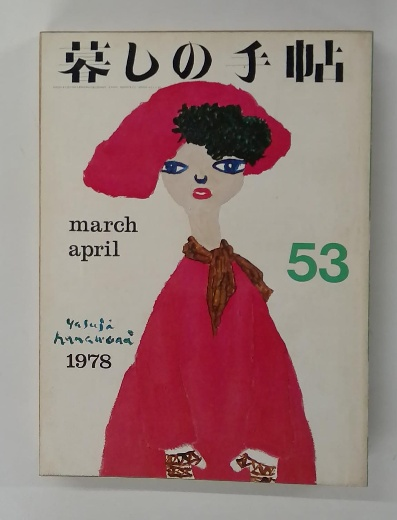 暮しの手帖
march
april
53
yasuji
hanamori
1978